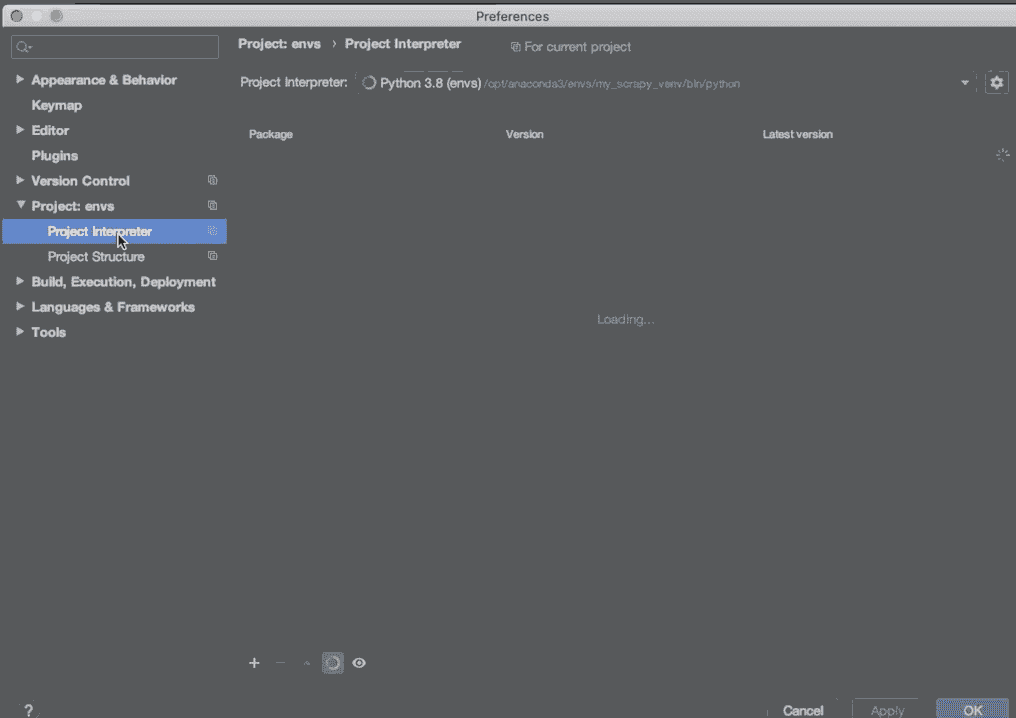 Preferences
Project: envs › Project Interpreter
For current project
Appearance & Behavior
Keymap
Editor
Plugins
Version Control
Project: envs
Project Interpreter
Project Structure
Build, Execution, Deployment
Languages & Frameworks
Tools
Project Interpreter: Python 3.8 (envs) /opt/anaconda3/envs/my_scrapy_venv/bin/python
Package Version Latest version
Loading...
?
Cancel Apply OK